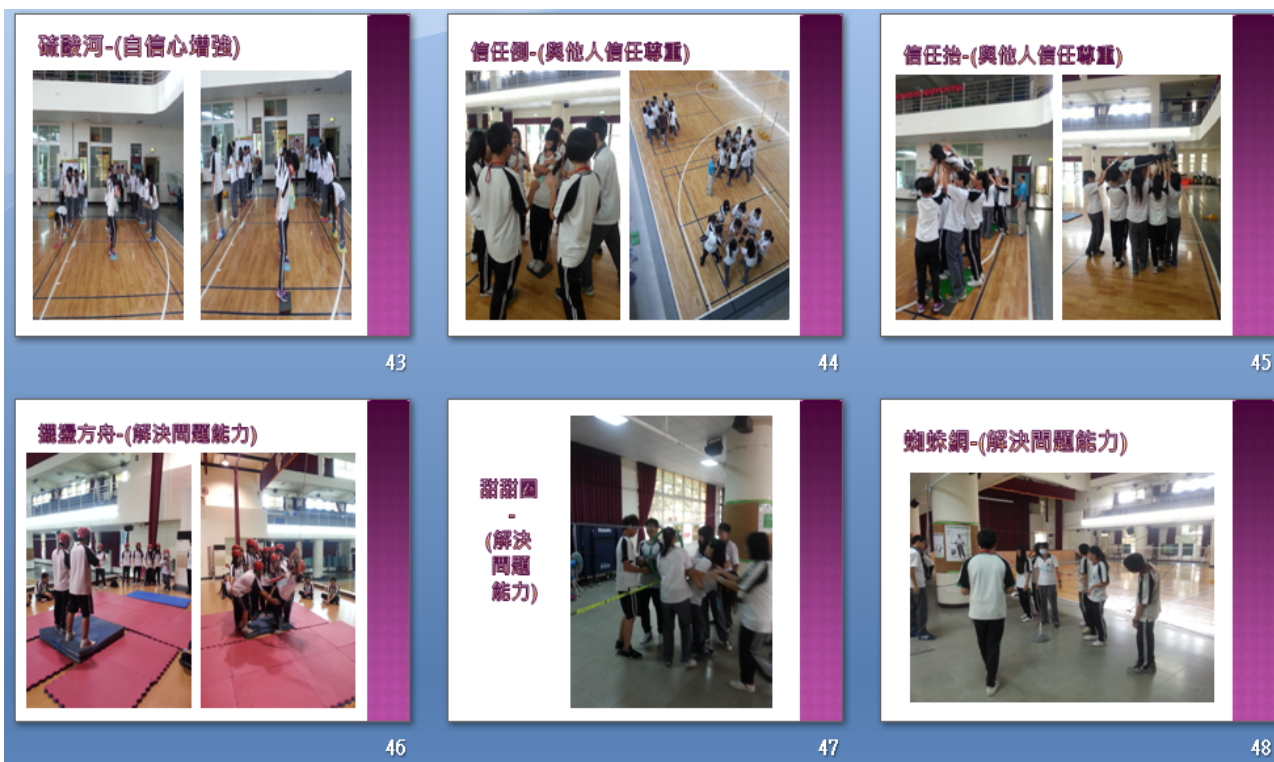 硫酸河-(自信心增強)
信任倒-(與他人信任尊重)
信任抬-(與他人信任尊重)
43
44
45
擺盪方舟-(解決問題能力)
甜甜圈
-
(解決
問題
能力)
蜘蛛網-(解決問題能力)
46
47
48